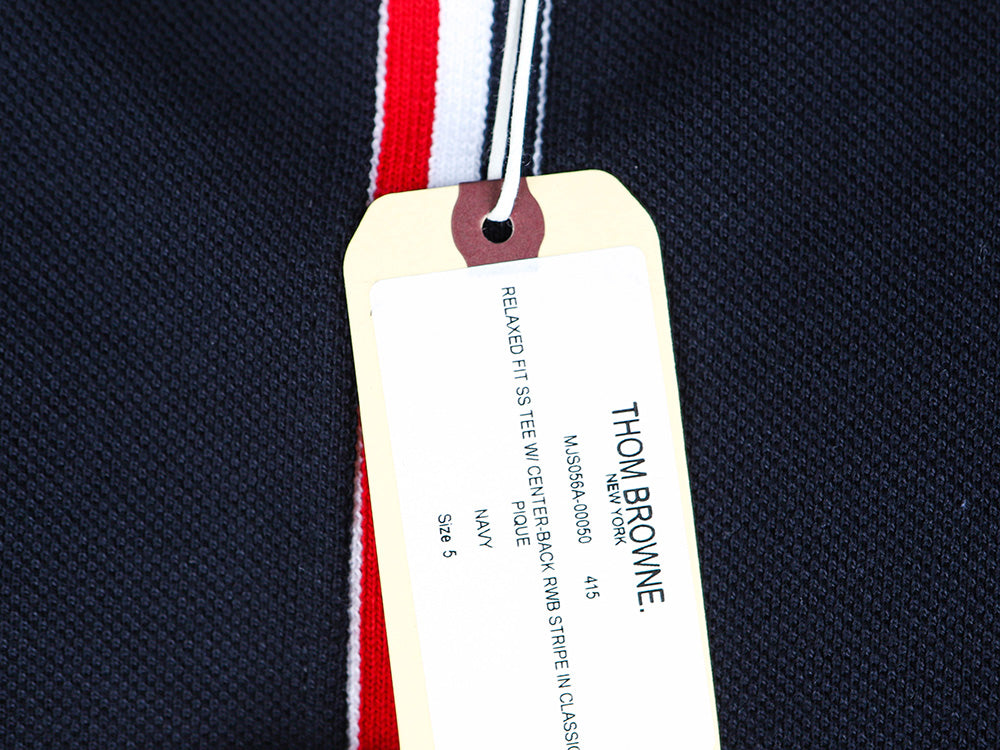 THOM BROWNE.
NEW YORK
MJS056A-00050 415
RELAXED FIT SS TEE W/ CENTER-BACK RWB STRIPE IN CLASSIC
PIQUE
NAVY
Size 5